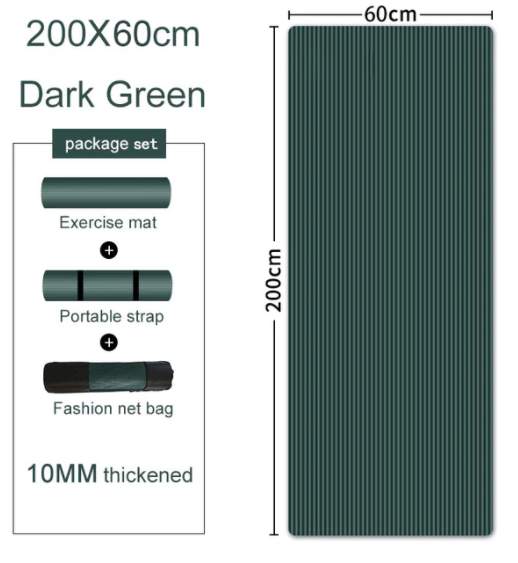 200X60cm
Dark Green
package set
Exercise mat
+
Portable strap
+
Fashion net bag
10MM thickened
60cm
200cm